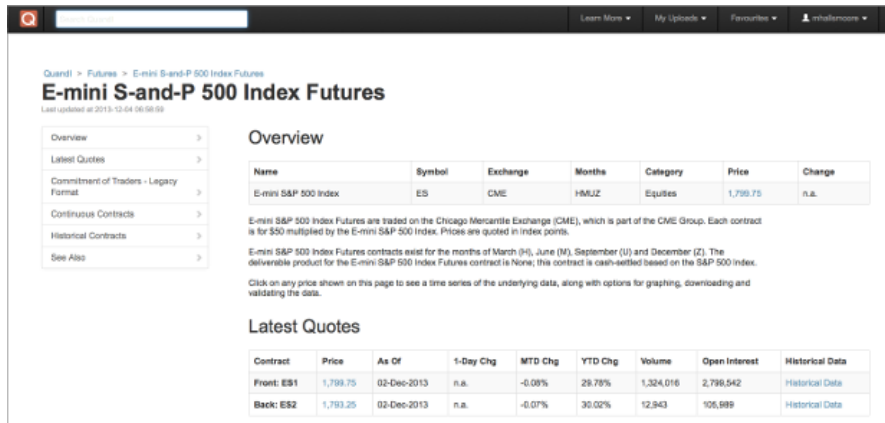 Q Search Quandl Learn More My Uploads Favourites mhallsmoore
Quandl > Futures > E-mini S-and-P 500 Index Futures
E-mini S-and-P 500 Index Futures
Last updated at 2013-12-04 06:58:59
Overview >
Latest Quotes >
Commitment of Traders - Legacy
Format >
Continuous Contracts >
Historical Contracts >
See Also >
Overview
Name Symbol Exchange Months Category Price Change
E-mini S&P 500 Index ES CME HMUZ Equities 1,799.75 n.a.
E-mini S&P 500 Index Futures are traded on the Chicago Mercantile Exchange (CME), which is part of the CME Group. Each contract
is for $50 multiplied by the E-mini S&P 500 Index. Prices are quoted in Index points.
E-mini S&P 500 Index Futures contracts exist for the months of March (H), June (M), September (U) and December (Z). The
deliverable product for the E-mini S&P 500 Index Futures contract is None; this contract is cash-settled based on the S&P 500 Index.
Click on any price shown on this page to see a time series of the underlying data, along with options for graphing, downloading and
validating the data.
Latest Quotes
Contract Price As Of 1-Day Chg MTD Chg YTD Chg Volume Open Interest Historical Data
Front: ES1 1,799.75 02-Dec-2013 n.a. -0.08% 29.78% 1,324,016 2,799,542 Historical Data
Back: ES2 1,793.25 02-Dec-2013 n.a. -0.07% 30.02% 12,943 105,989 Historical Data